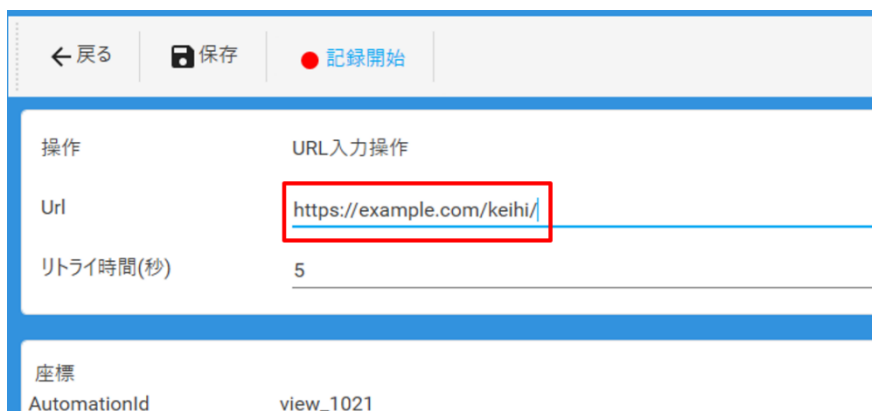 戻る 保存 記録開始
操作 URL入力操作
Url https://example.com/keihi/
リトライ時間(秒) 5
座標
AutomationId view_1021